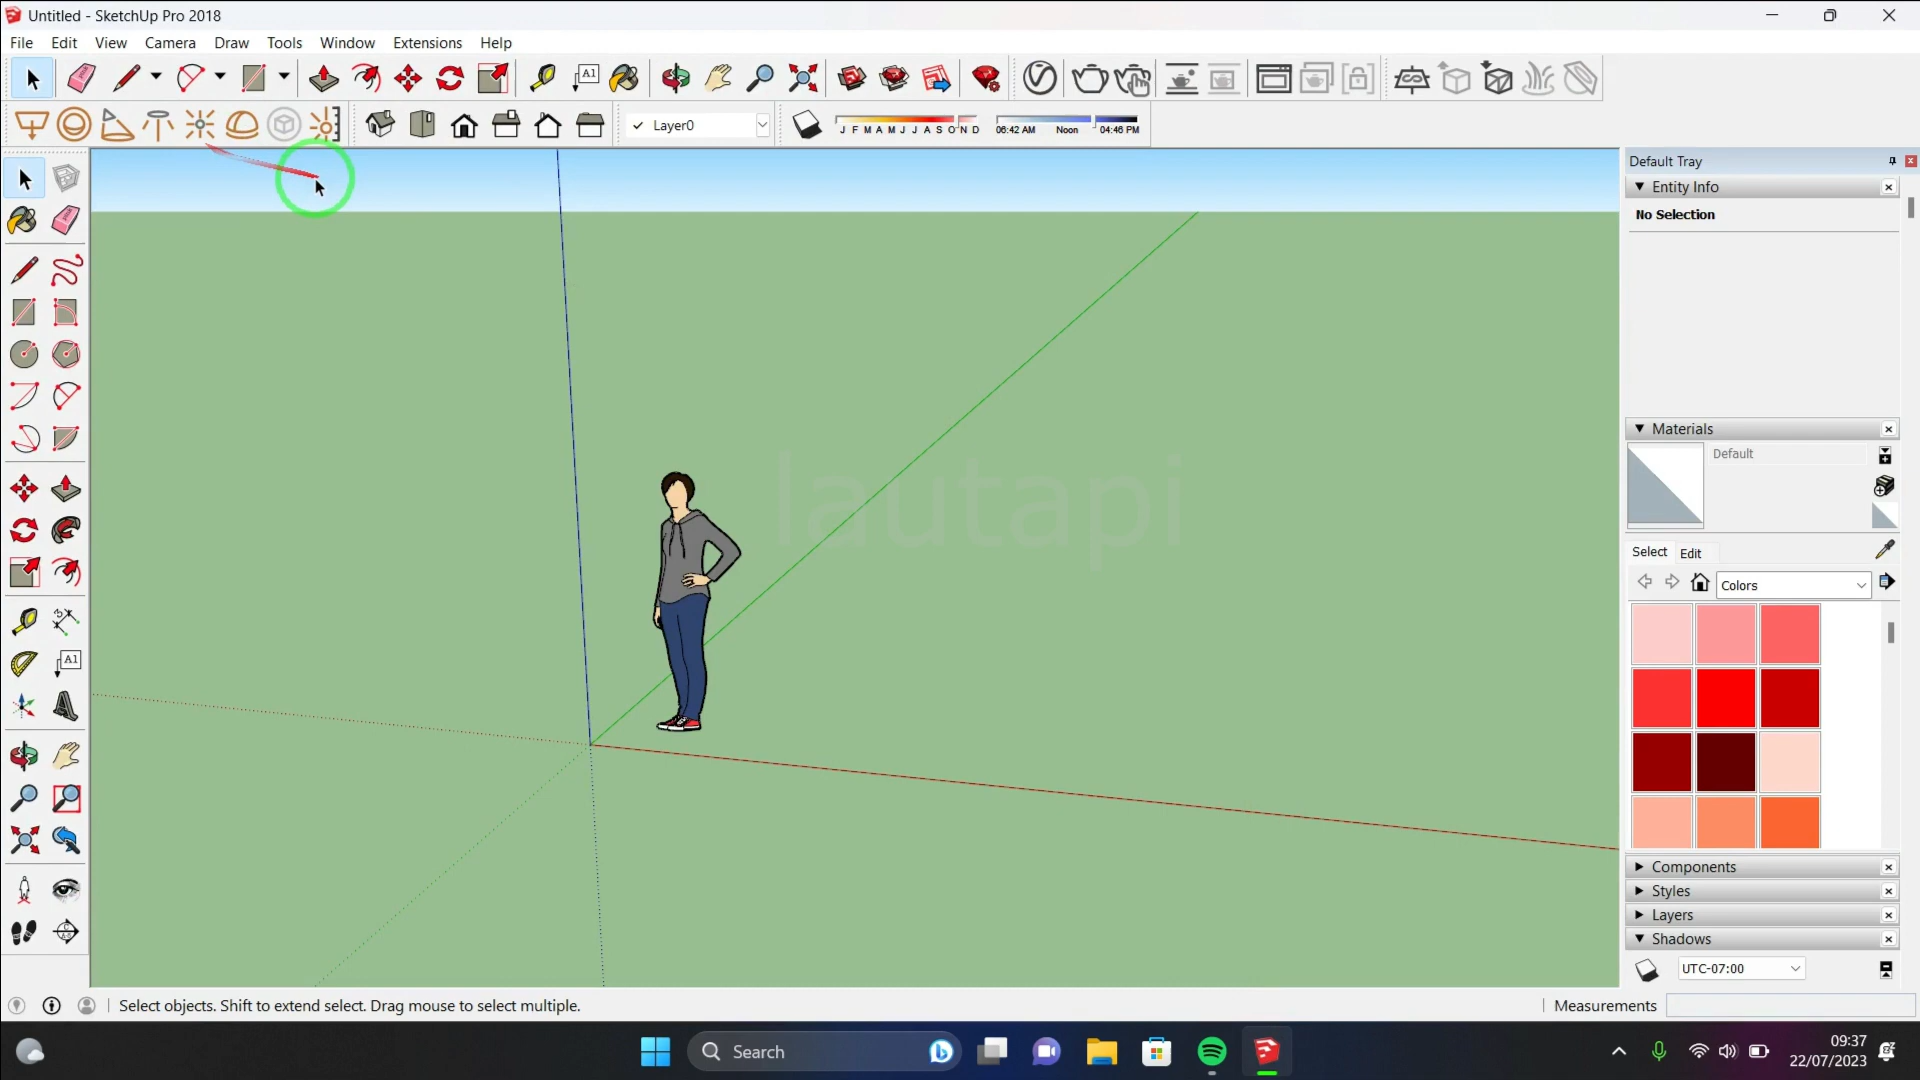 Untitled - SketchUp Pro 2018
File Edit View Camera Draw Tools Window Extensions Help
A1
Layer0
J F M A M J J A S O N D
06:42 AM Noon 04:46 PM
Default Tray
Entity Info
No Selection
lautapi
Materials
Default
Select Edit
Colors
A1
Components
Styles
Layers
Shadows
UTC-07:00
Select objects. Shift to extend select. Drag mouse to select multiple.
Measurements
Search
09:37
22/07/2023